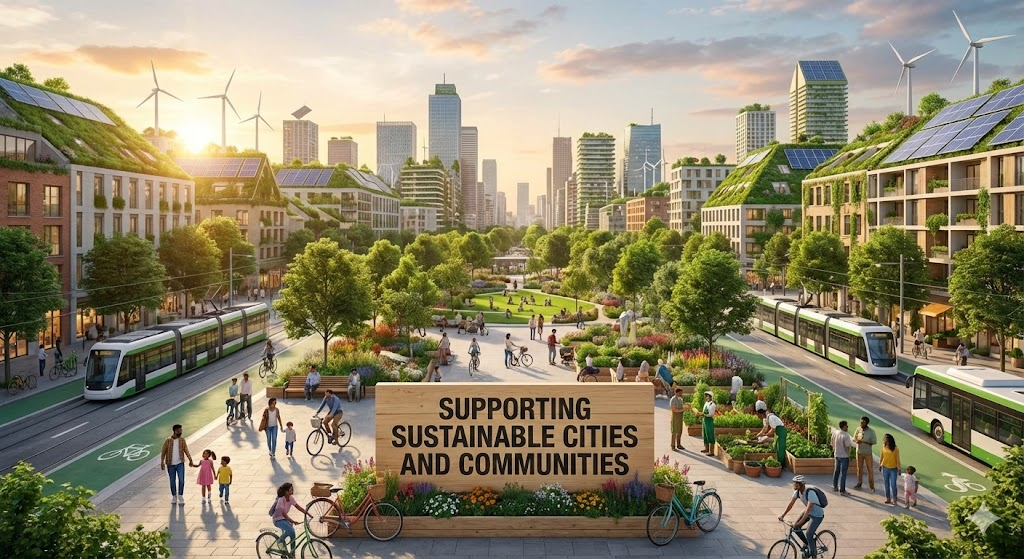 SUPPORTING
SUSTAINABLE CITIES
AND COMMUNITIES